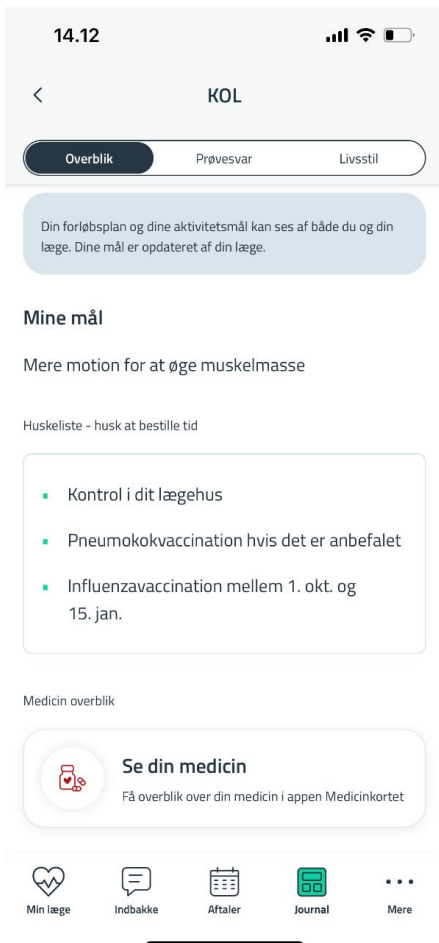 14.12
KOL
Overblik
Prøvesvar
Livsstil
Din forløbsplan og dine aktivitetsmål kan ses af både du og din
læge. Dine mål er opdateret af din læge.
Mine mål
Mere motion for at øge muskelmasse
Huskeliste - husk at bestille tid
Kontrol i dit lægehus
Pneumokokvaccination hvis det er anbefalet
Influenzavaccination mellem 1. okt. og
15. jan.
Medicin overblik
Se din medicin
Få overblik over din medicin i appen Medicinkortet
Min læge
Indbakke
Aftaler
Journal
Mere